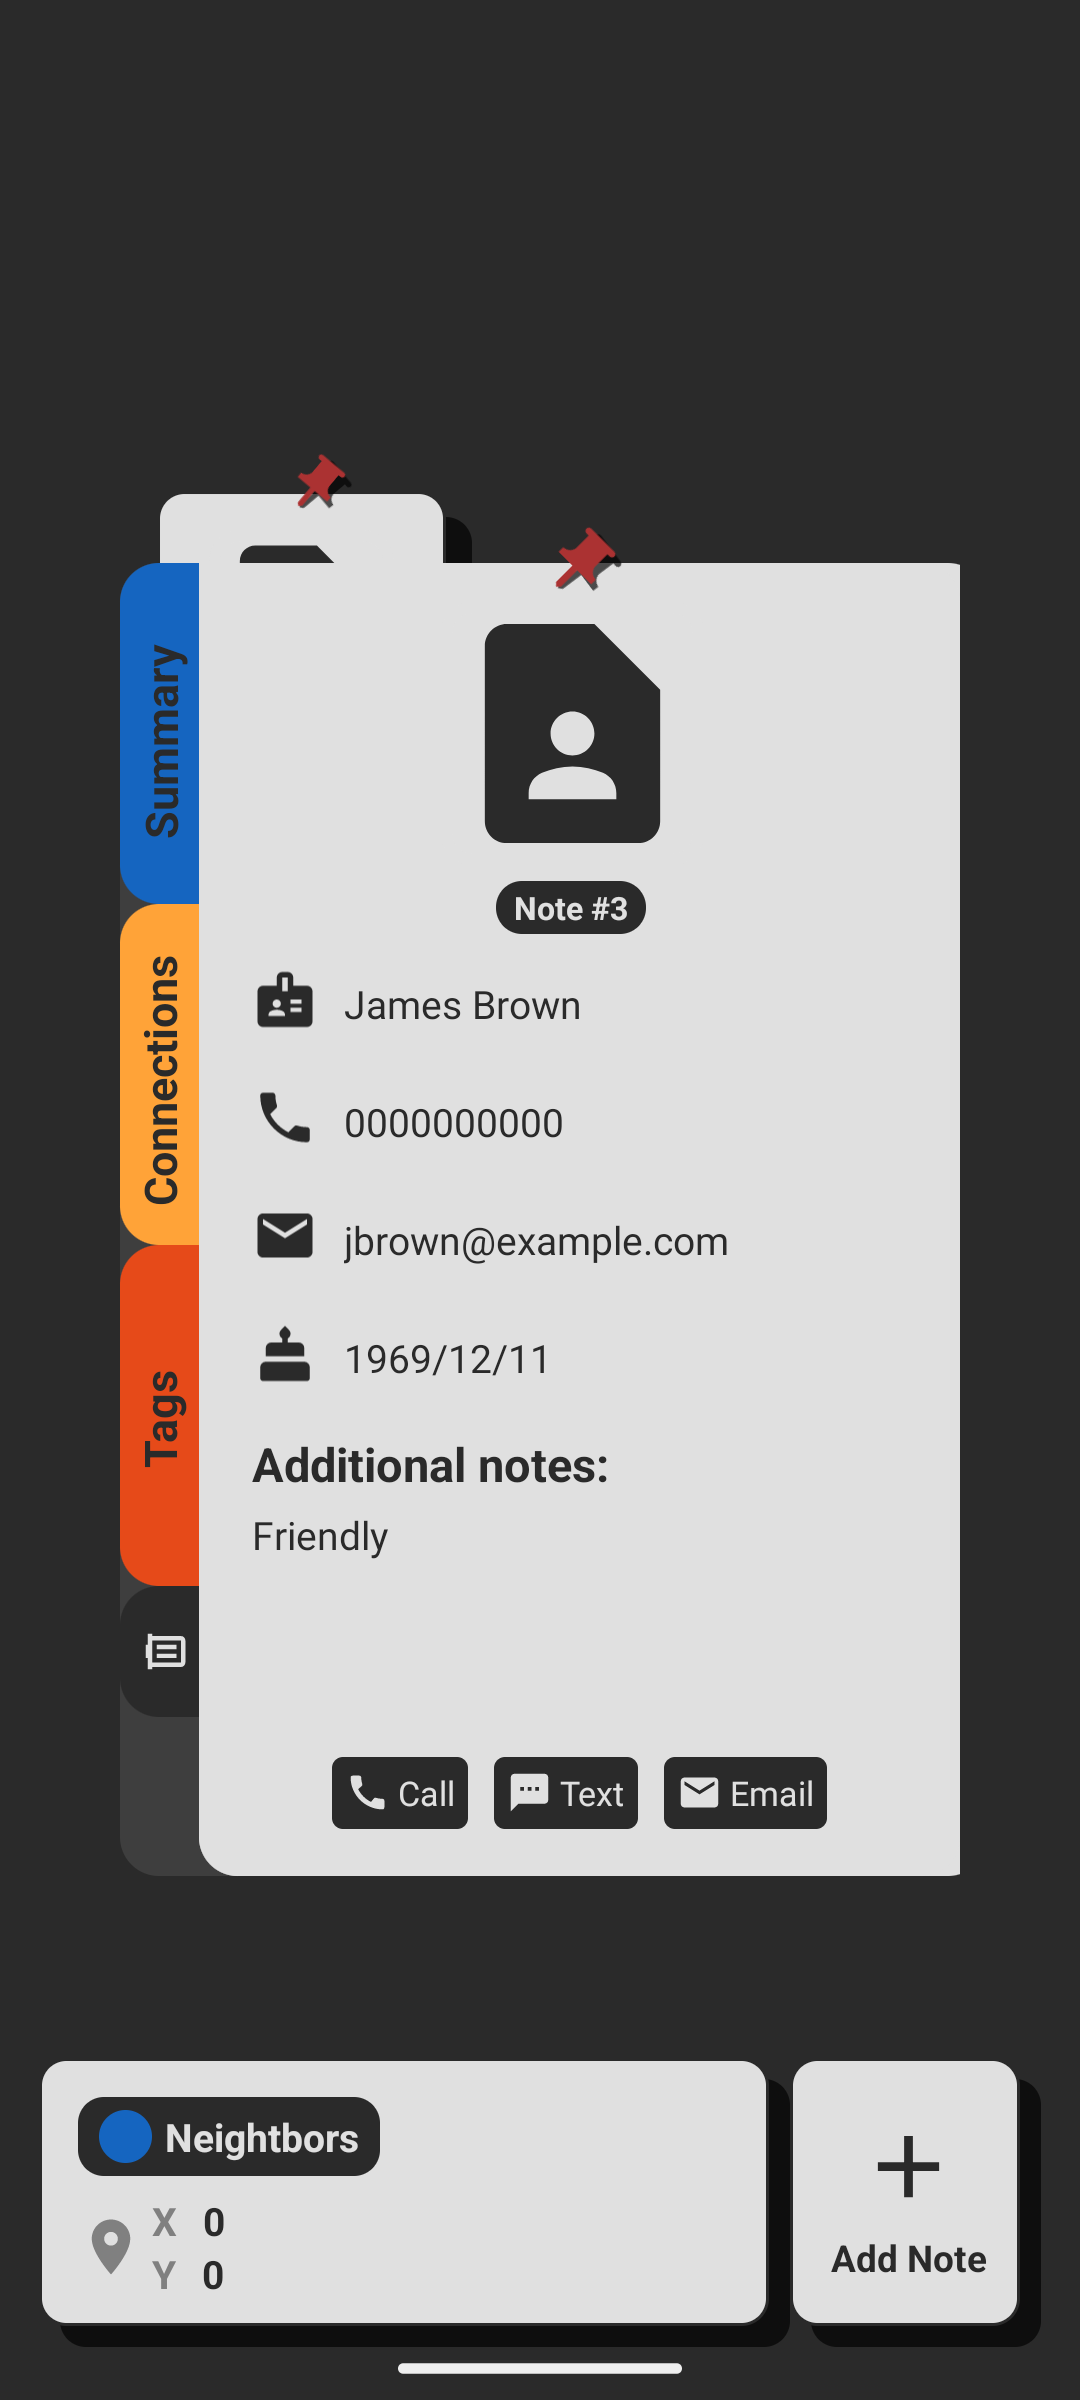 Summary
Connections
Tags
Note #3
James Brown
0000000000
jbrown@example.com
1969/12/11
Additional notes:
Friendly
Call
Text
Email
Neightbors
X 0
Y 0
Add Note